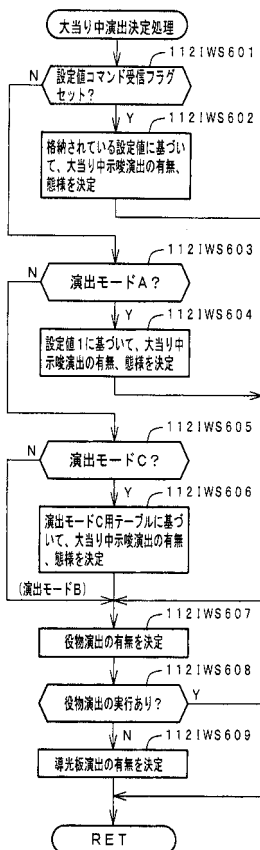 大当り中演出決定処理
112IWS601
N
設定値コマンド受信フラグ
セット？
112IWS602
Y
格納されている設定値に基づい
て、大当り中示唆演出の有無、
態様を決定
112IWS603
N
演出モードA？
112IWS604
Y
設定値1に基づいて、大当り中
示唆演出の有無、態様を決定
112IWS605
N
演出モードC？
112IWS606
Y
演出モードC用テーブルに基づ
いて、大当り中示唆演出の有無
、態様を決定
(演出モードB)
112IWS607
役物演出の有無を決定
112IWS608
役物演出の実行あり？
Y
N
112IWS609
導光板演出の有無を決定
RET